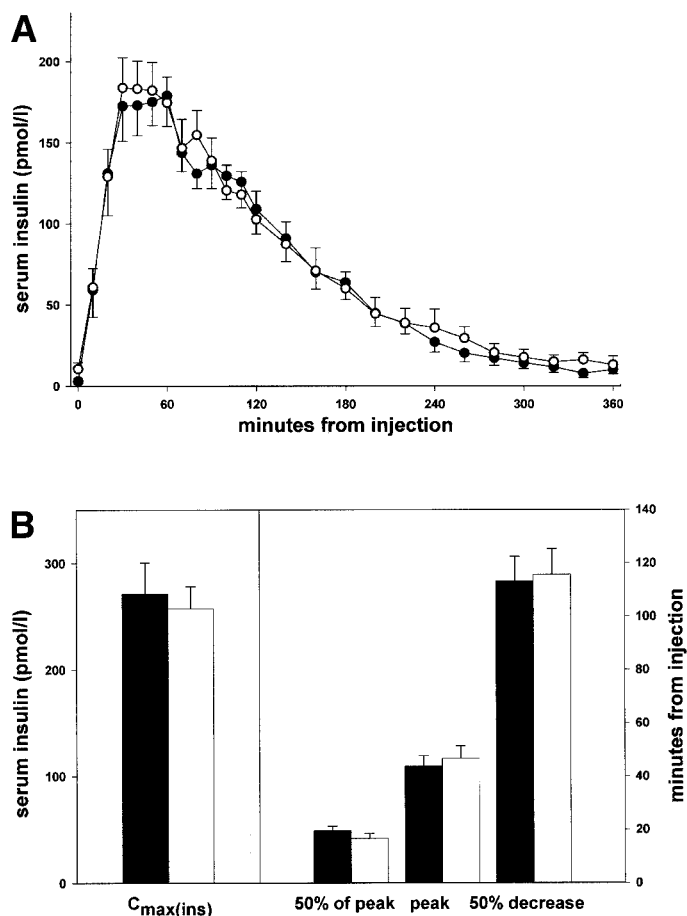 A
serum insulin (pmol/l)
200
150
100
50
0
0 60 120 180 240 300 360
minutes from injection
B
serum insulin (pmol/l)
300
200
100
0
140
120
100
80
60
40
20
0
minutes from injection
Cmax(ins) 50% of peak peak 50% decrease